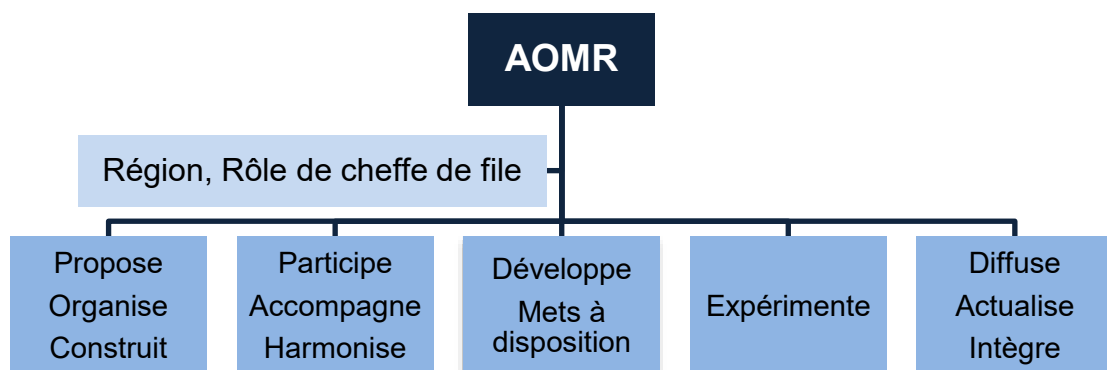 AOMR
Région, Rôle de cheffe de file
Propose
Organise
Construit
Participe
Accompagne
Harmonise
Développe
Mets à
disposition
Expérimente
Diffuse
Actualise
Intègre